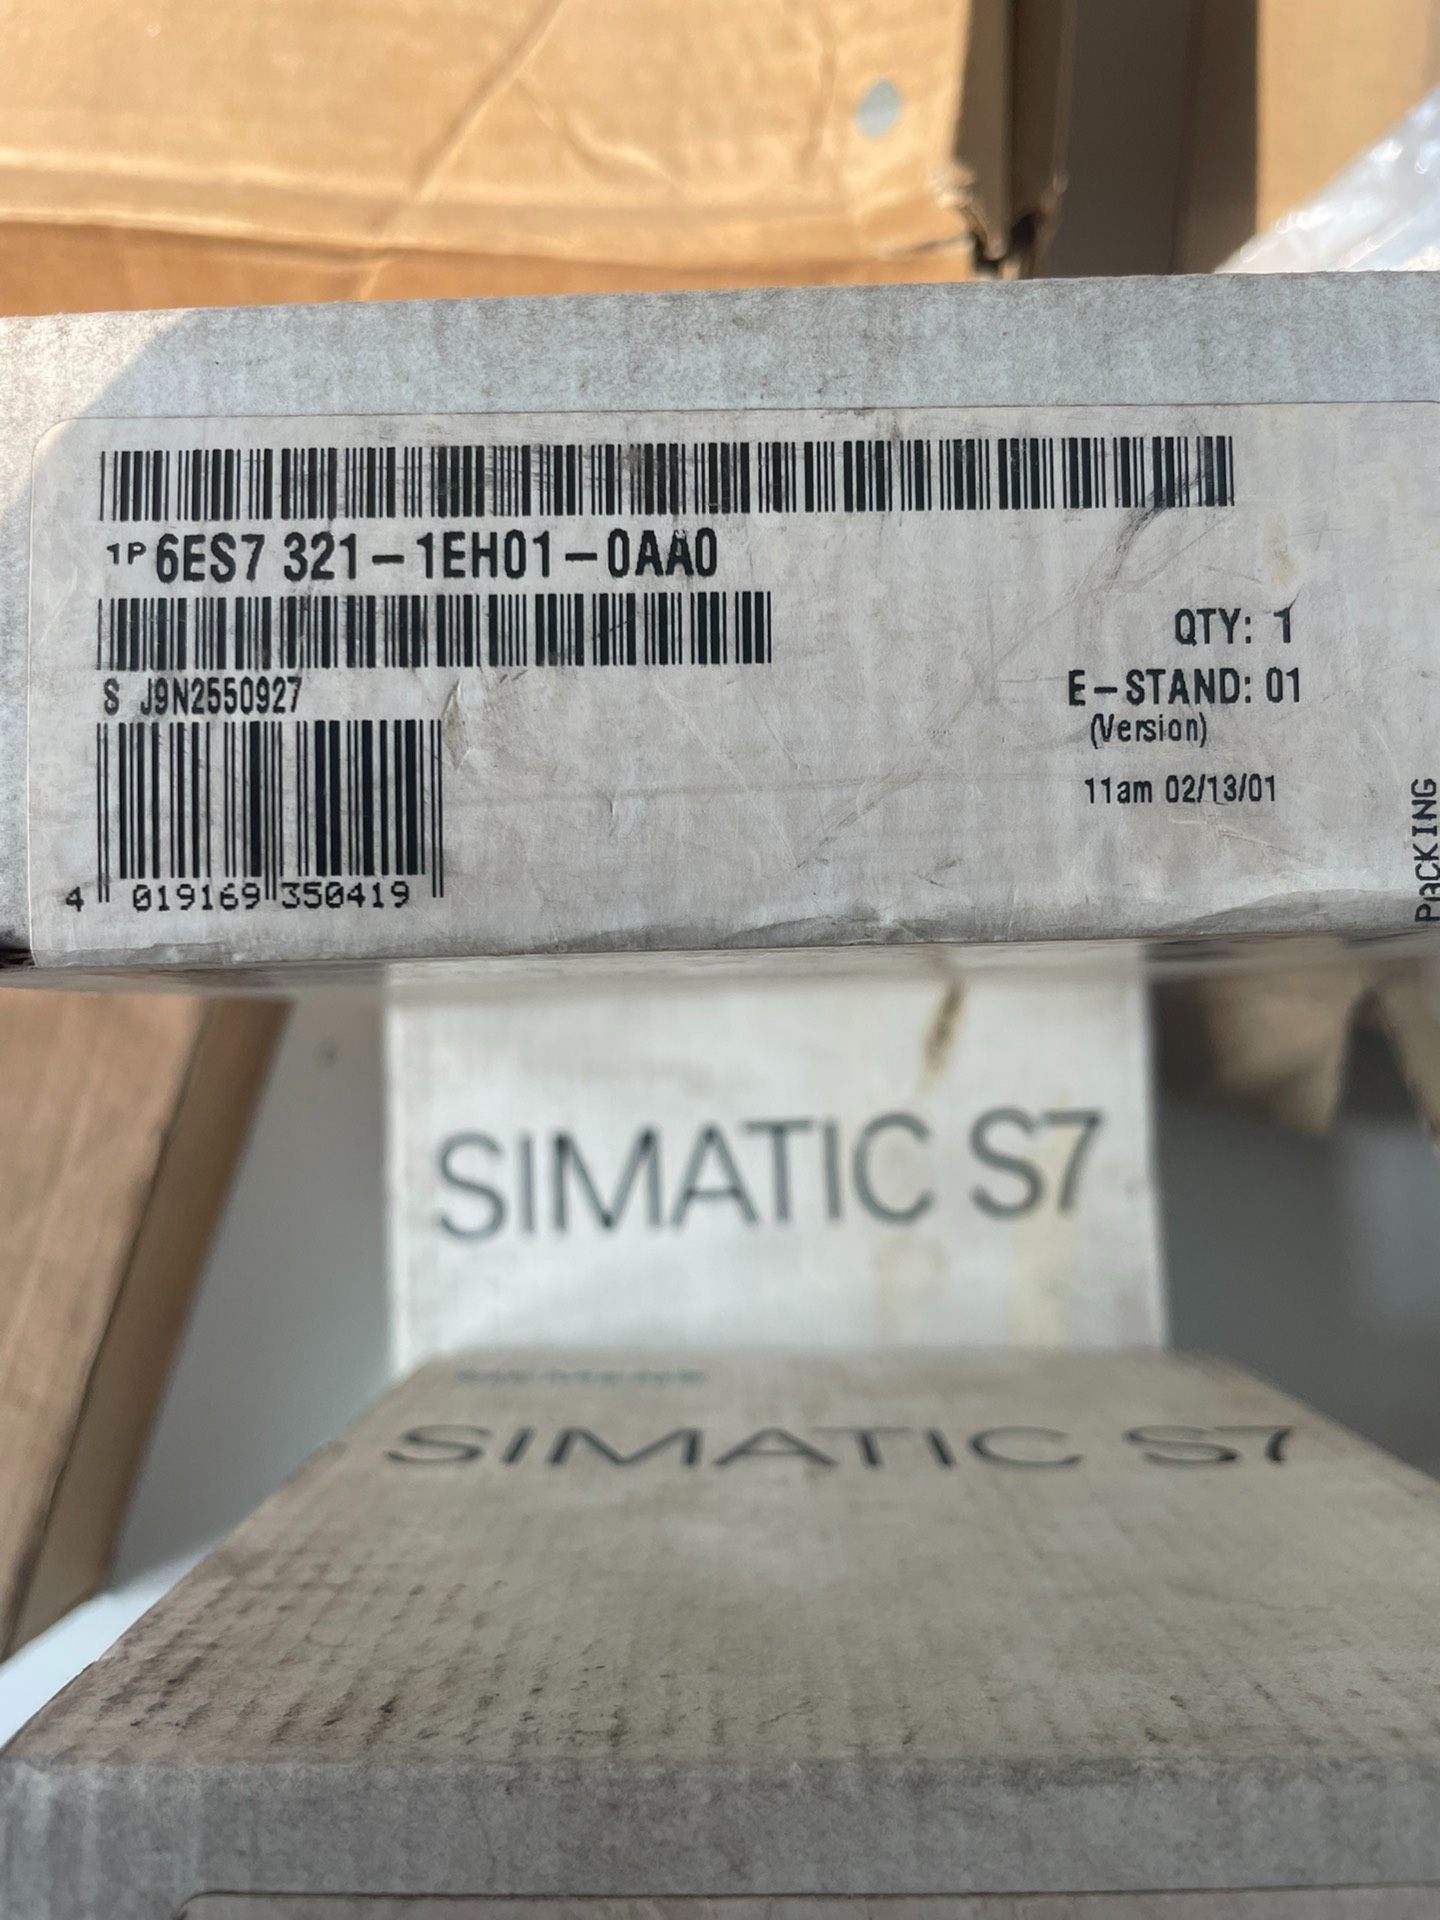 1P 6ES7 321-1EH01-0AA0
S J9N2550927
QTY: 1
E-STAND: 01
(Version)
11am 02/13/01
4 019169 350419
PACKING
SIMATIC S7
SIMATIC S7